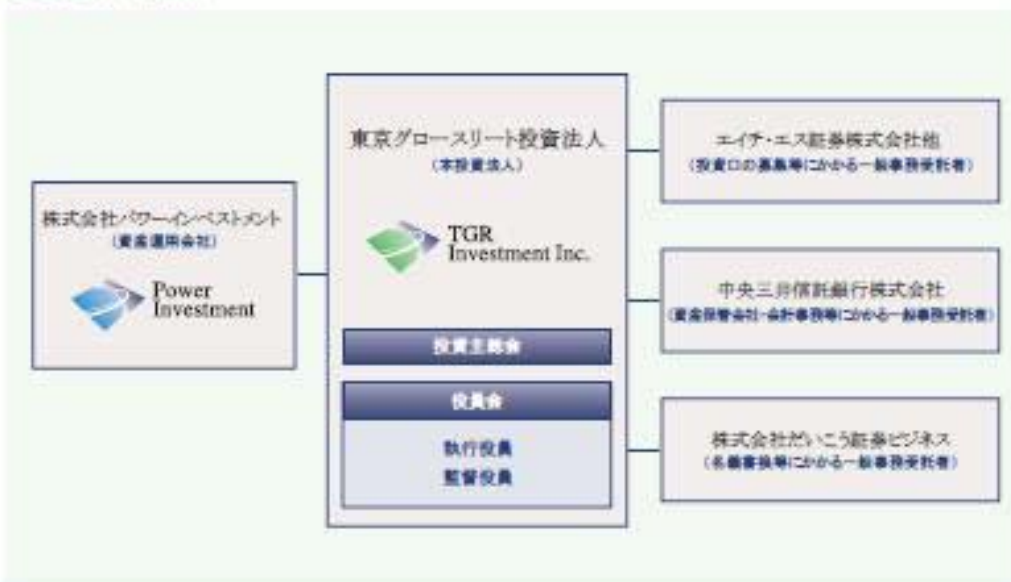 株式会社パワーインベストメント
(資産運用会社)
Power
Investment
東京グロースリート投資法人
(本投資法人)
TGR
Investment Inc.
投資主総会
役員会
執行役員
監督役員
エイチ・エス証券株式会社他
(投資口の募集等にかかる一般事務受託者)
中央三井信託銀行株式会社
(資産保管会社・会計事務等にかかる一般事務受託者)
株式会社だいこう証券ビジネス
(名義書換等にかかる一般事務受託者)